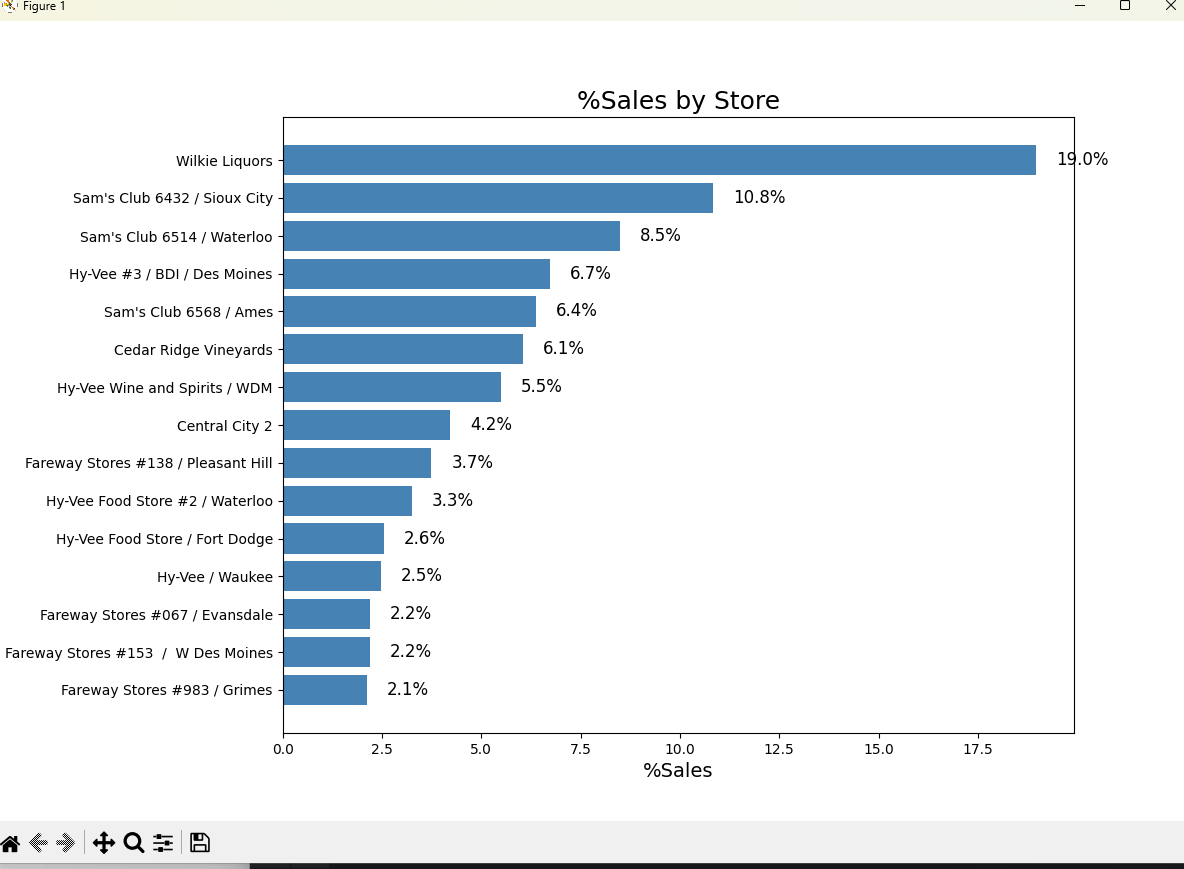 Figure 1
%Sales by Store
Wilkie Liquors 19.0%
Sam's Club 6432 / Sioux City 10.8%
Sam's Club 6514 / Waterloo 8.5%
Hy-Vee #3 / BDI / Des Moines 6.7%
Sam's Club 6568 / Ames 6.4%
Cedar Ridge Vineyards 6.1%
Hy-Vee Wine and Spirits / WDM 5.5%
Central City 2 4.2%
Fareway Stores #138 / Pleasant Hill 3.7%
Hy-Vee Food Store #2 / Waterloo 3.3%
Hy-Vee Food Store / Fort Dodge 2.6%
Hy-Vee / Waukee 2.5%
Fareway Stores #067 / Evansdale 2.2%
Fareway Stores #153  /  W Des Moines 2.2%
Fareway Stores #983 / Grimes 2.1%
0.0 2.5 5.0 7.5 10.0 12.5 15.0 17.5
%Sales